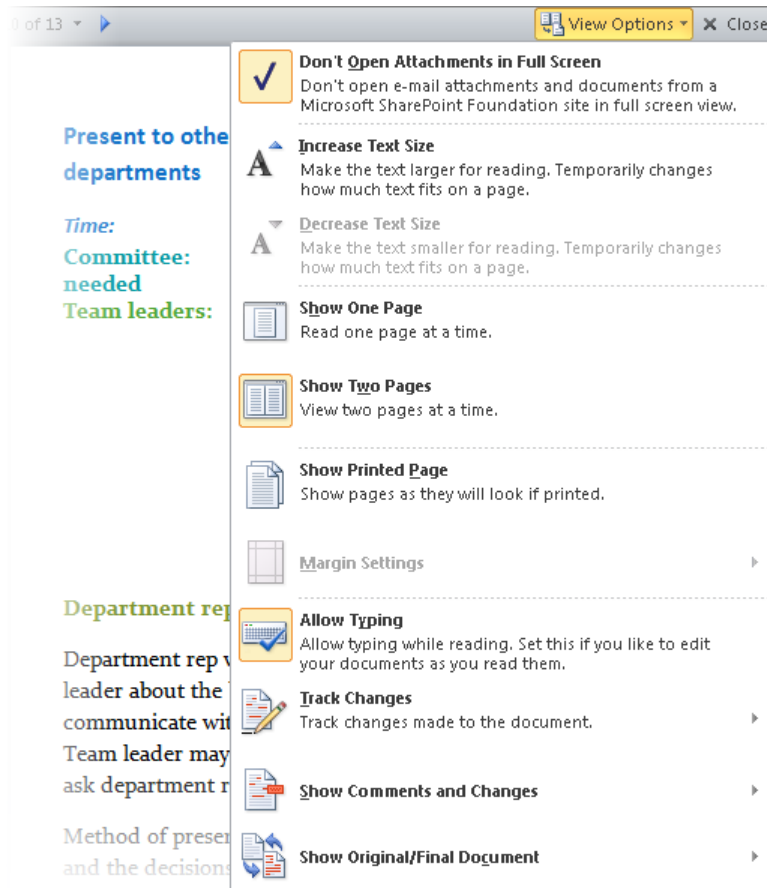 of 13
View Options
Close
Don't Open Attachments in Full Screen
Don't open e-mail attachments and documents from a
Microsoft SharePoint Foundation site in full screen view.
Increase Text Size
Make the text larger for reading. Temporarily changes
how much text fits on a page.
Decrease Text Size
Make the text smaller for reading. Temporarily changes
how much text fits on a page.
Show One Page
Read one page at a time.
Show Two Pages
View two pages at a time.
Show Printed Page
Show pages as they will look if printed.
Margin Settings
Allow Typing
Allow typing while reading. Set this if you like to edit
your documents as you read them.
Track Changes
Track changes made to the document.
Show Comments and Changes
Show Original/Final Document
Present to othe
departments
Time:
Committee:
needed
Team leaders:
Department rep
Department rep v
leader about the
communicate wit
Team leader may
ask department r
Method of preser
and the decisions